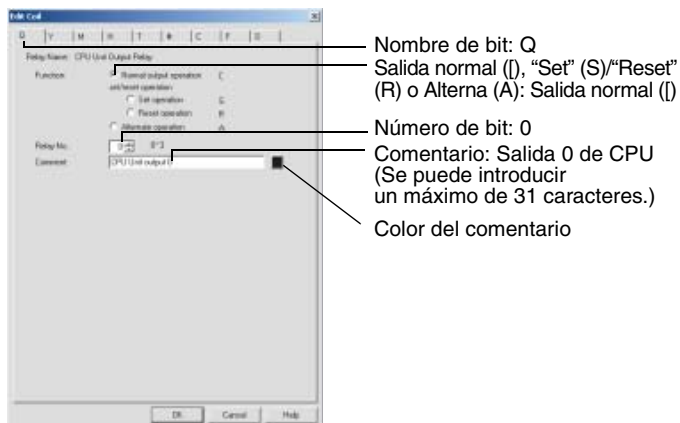 Edit Coil
Q Y M H T # C F D
Relay Name: CPU Unit Output Relay
Function: Normal output operation [
set/reset operation
Set operation S
Reset operation R
Alternate operation A
Relay No. 0 0~3
Comment CPU Unit output 0
OK Cancel Help
Nombre de bit: Q
Salida normal ([), “Set” (S)/“Reset”
(R) o Alterna (A): Salida normal ([)
Número de bit: 0
Comentario: Salida 0 de CPU
(Se puede introducir
un máximo de 31 caracteres.)
Color del comentario